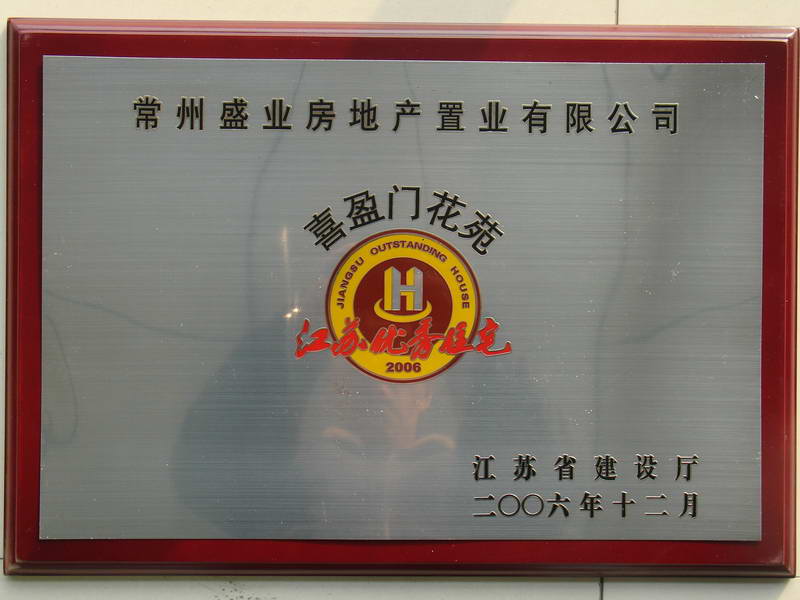 常州盛业房地产置业有限公司
喜盈门花苑
JIANGSU OUTSTANDING HOUSE
H
江苏优秀住宅
2006
江苏省建设厅
二〇〇六年十二月